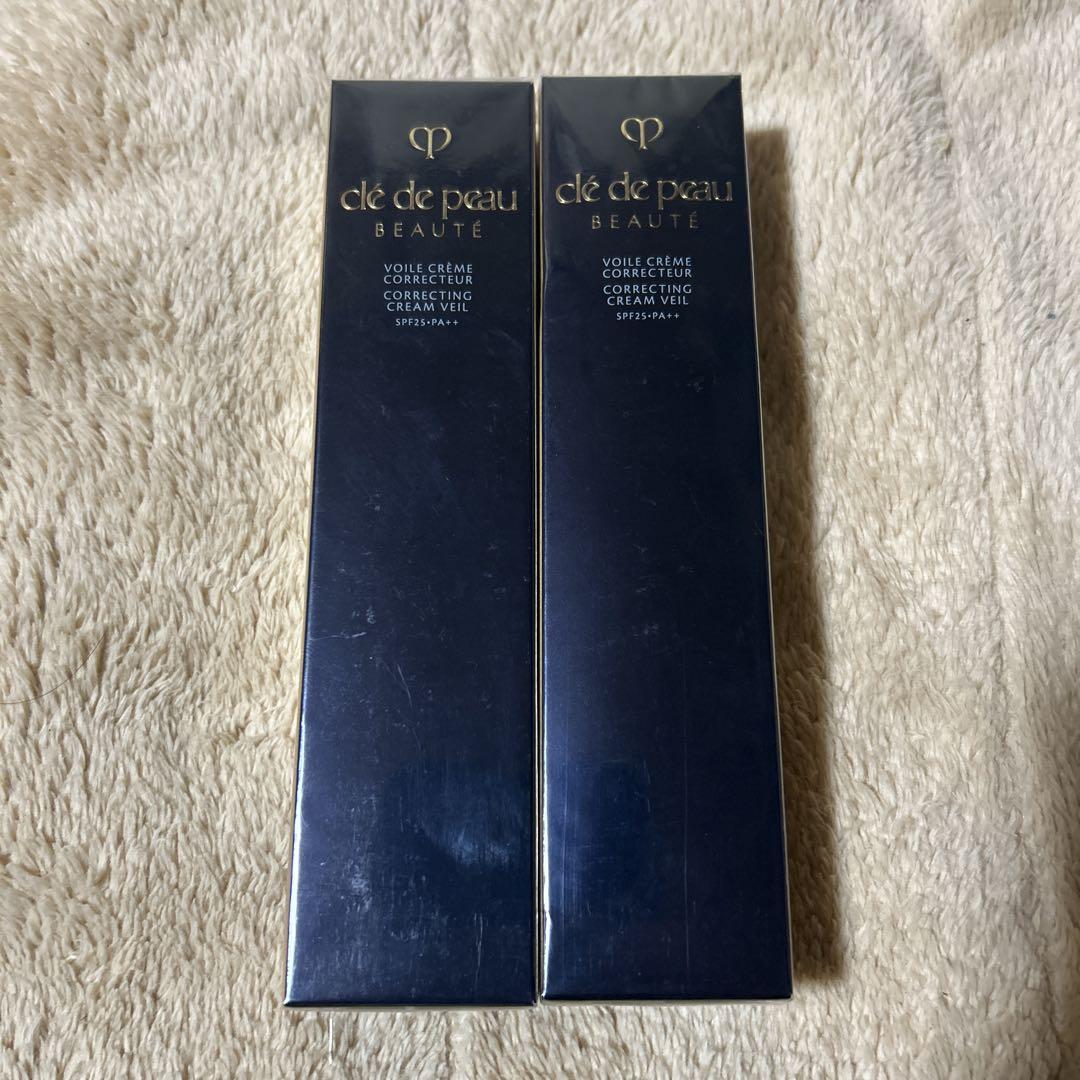 clé de peau
BEAUTÉ
VOILE CRÈME
CORRECTEUR
CORRECTING
CREAM VEIL
SPF25•PA++
clé de peau
BEAUTÉ
VOILE CRÈME
CORRECTEUR
CORRECTING
CREAM VEIL
SPF25•PA++